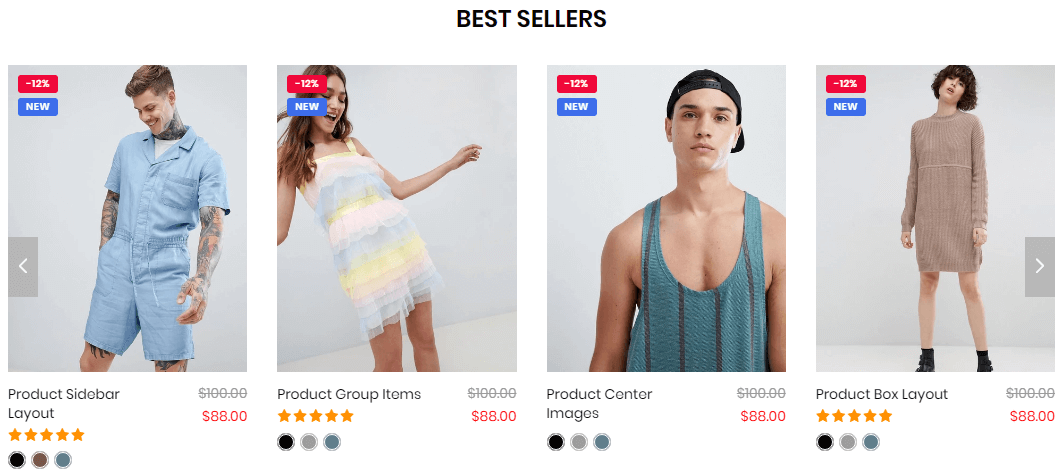 BEST SELLERS
-12%
NEW
-12%
NEW
-12%
NEW
-12%
NEW
Product Sidebar
Layout
$100.00
$88.00
Product Group Items
$100.00
$88.00
Product Center
Images
$100.00
$88.00
Product Box Layout
$100.00
$88.00